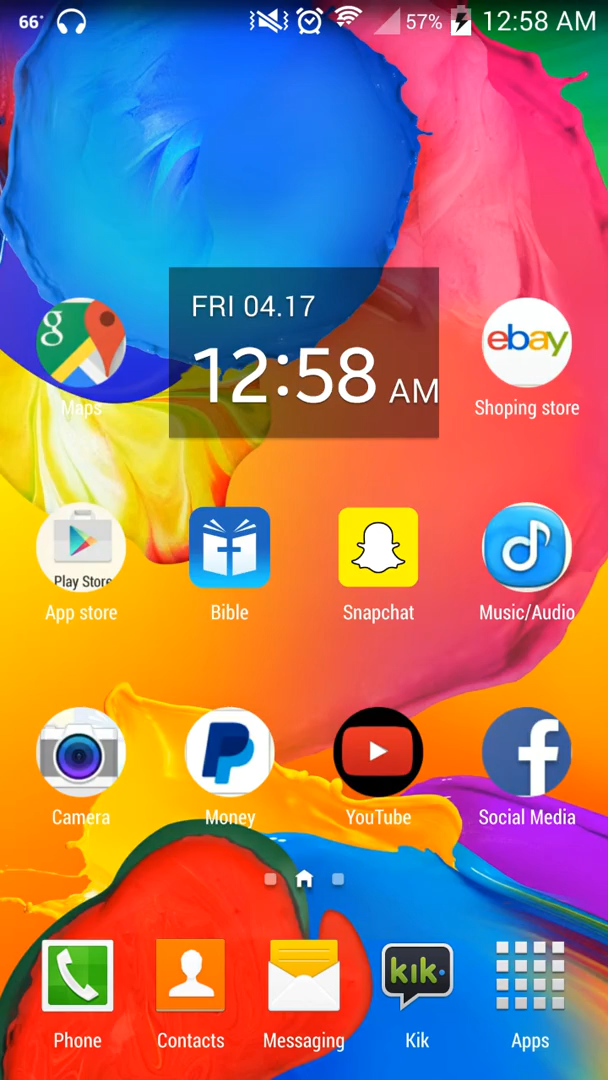 66° 57% 12:58 AM
FRI 04.17
12:58 AM
g
ebay
Maps
Shoping store
Play Store
App store
Bible
Snapchat
Music/Audio
Camera
Money
YouTube
Social Media
kik
Phone
Contacts
Messaging
Kik
Apps